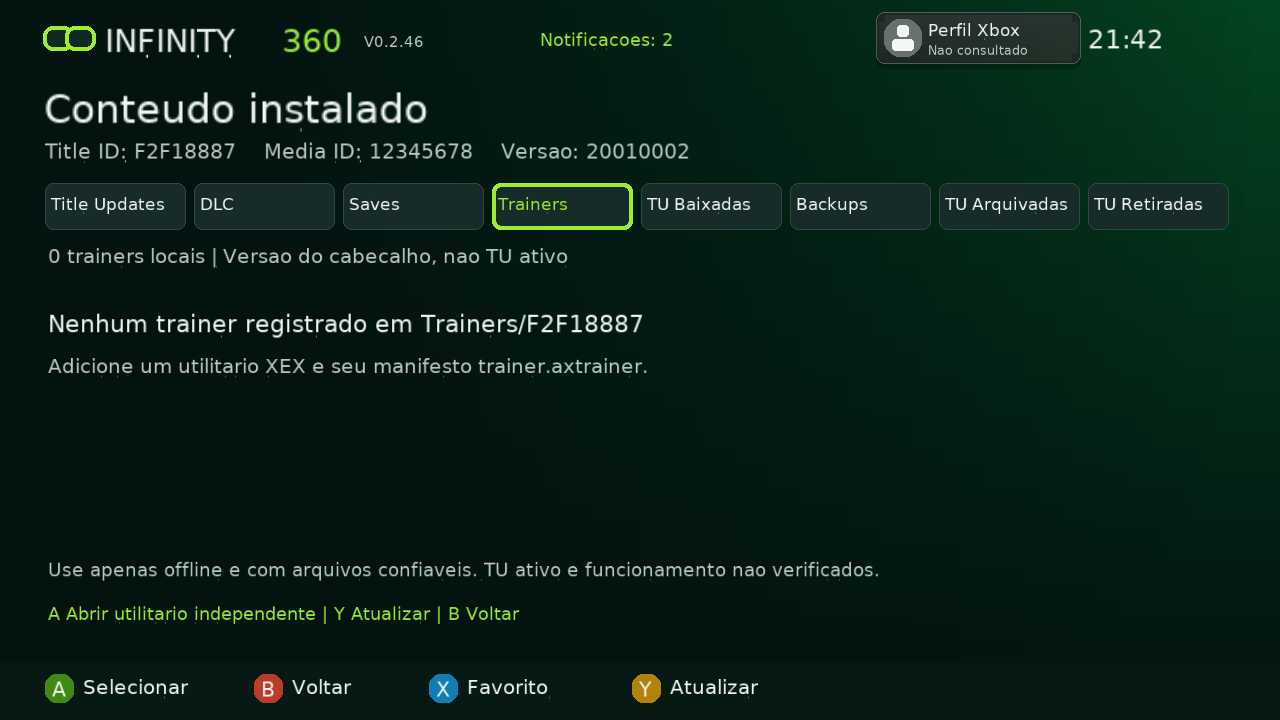 INFINITY 360 V0.2.46 Notificacoes: 2 Perfil Xbox 21:42
Nao consultado
Conteudo instalado
Title ID: F2F18887 Media ID: 12345678 Versao: 20010002
Title Updates DLC Saves Trainers TU Baixadas Backups TU Arquivadas TU Retiradas
0 trainers locais | Versao do cabecalho, nao TU ativo
Nenhum trainer registrado em Trainers/F2F18887
Adicione um utilitario XEX e seu manifesto trainer.axtrainer.
Use apenas offline e com arquivos confiaveis. TU ativo e funcionamento nao verificados.
A Abrir utilitario independente | Y Atualizar | B Voltar
A Selecionar B Voltar X Favorito Y Atualizar